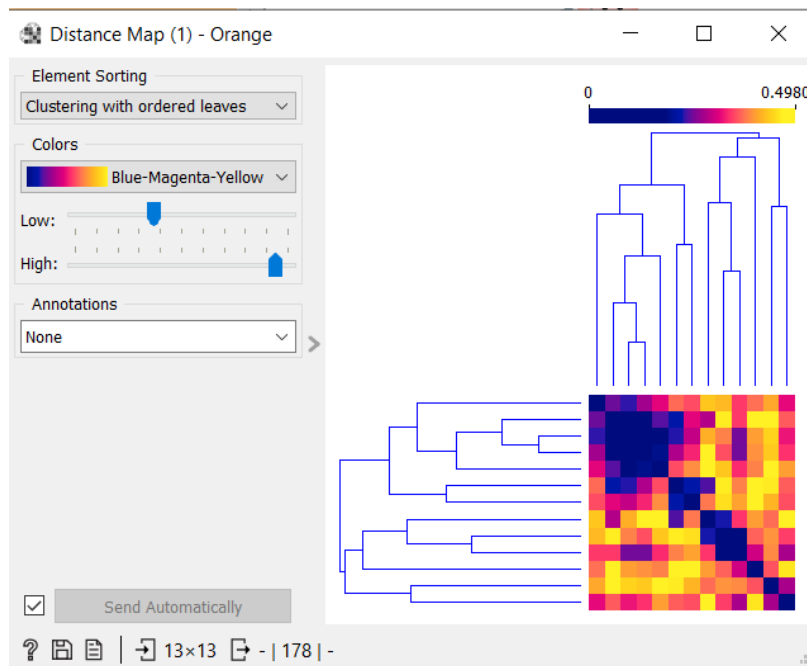 Distance Map (1) - Orange
Element Sorting
Clustering with ordered leaves
Colors
Blue-Magenta-Yellow
Low:
High:
Annotations
None
Send Automatically
0 0.4980
13×13 - | 178 | -